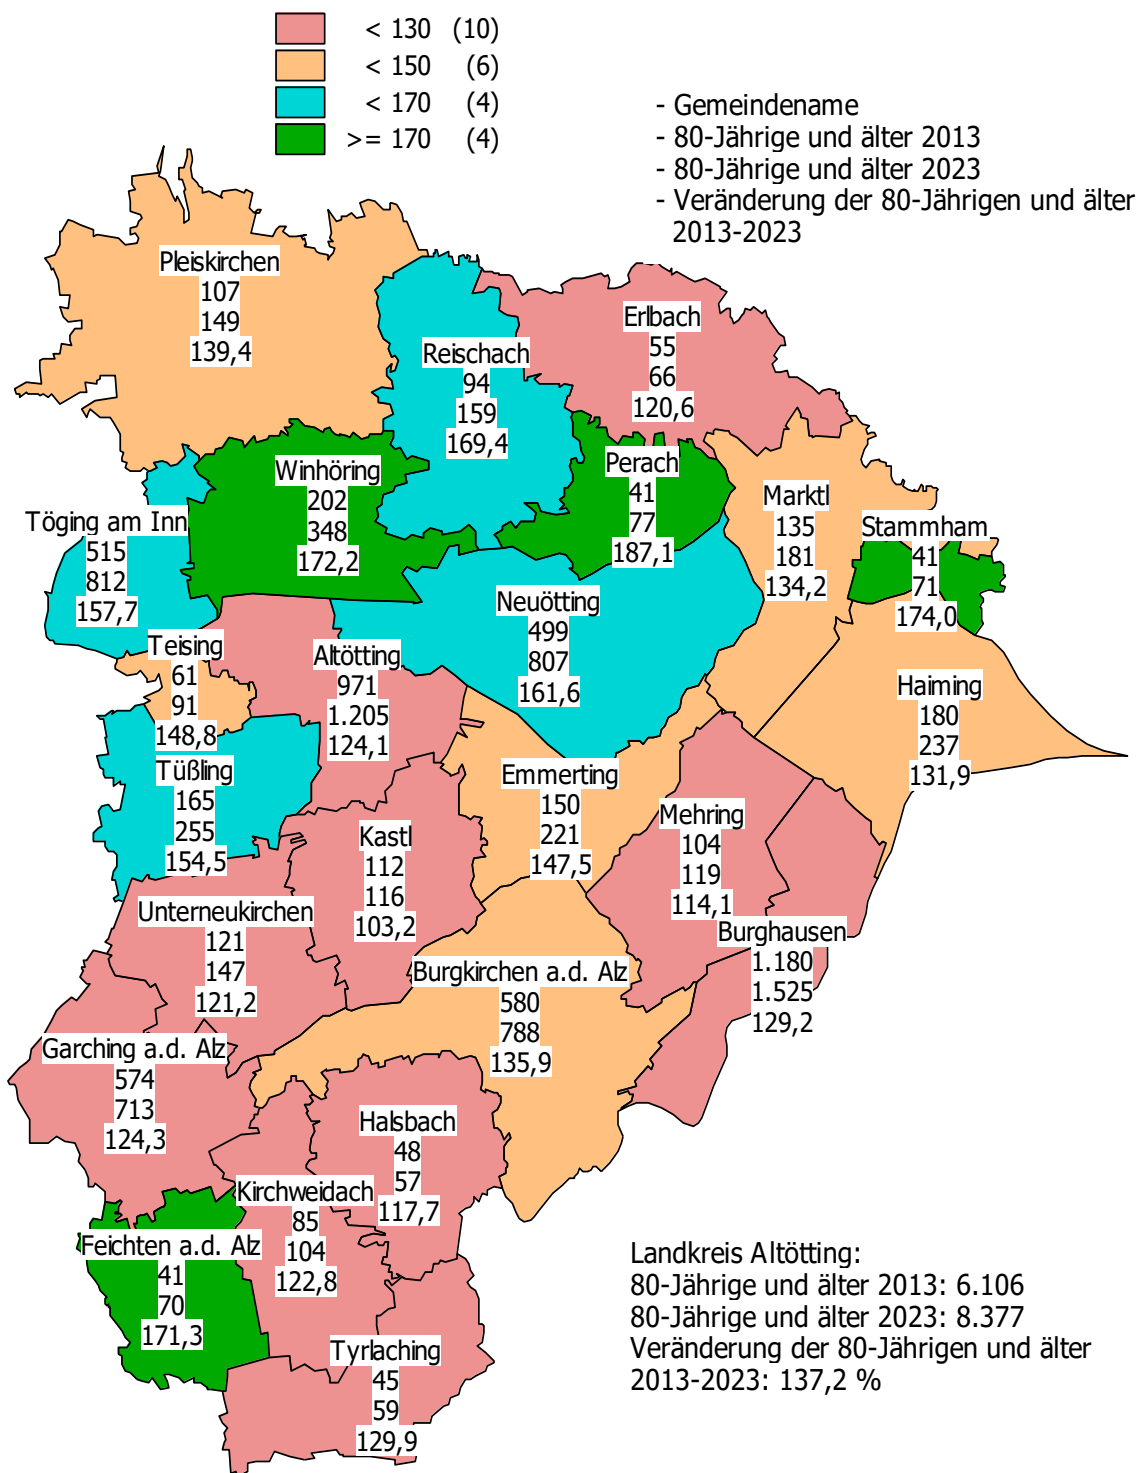 < 130 (10)
< 150 (6)
< 170 (4)
>= 170 (4)
- Gemeindename
- 80-Jährige und älter 2013
- 80-Jährige und älter 2023
- Veränderung der 80-Jährigen und älter
2013-2023
Pleiskirchen
107
149
139,4
Reischach
94
159
169,4
Erlbach
55
66
120,6
Winhöring
202
348
172,2
Perach
41
77
187,1
Marktl
135
181
134,2
Stammham
41
71
174,0
Töging am Inn
515
812
157,7
Neuötting
499
807
161,6
Teising
61
91
148,8
Altötting
971
1.205
124,1
Haiming
180
237
131,9
Tüßling
165
255
154,5
Emmerting
150
221
147,5
Mehring
104
119
114,1
Kastl
112
116
103,2
Unterneukirchen
121
147
121,2
Burghausen
1.180
1.525
129,2
Burgkirchen a.d. Alz
580
788
135,9
Garching a.d. Alz
574
713
124,3
Halsbach
48
57
117,7
Kirchweidach
85
104
122,8
Feichten a.d. Alz
41
70
171,3
Tyrlaching
45
59
129,9
Landkreis Altötting:
80-Jährige und älter 2013: 6.106
80-Jährige und älter 2023: 8.377
Veränderung der 80-Jährigen und älter
2013-2023: 137,2 %